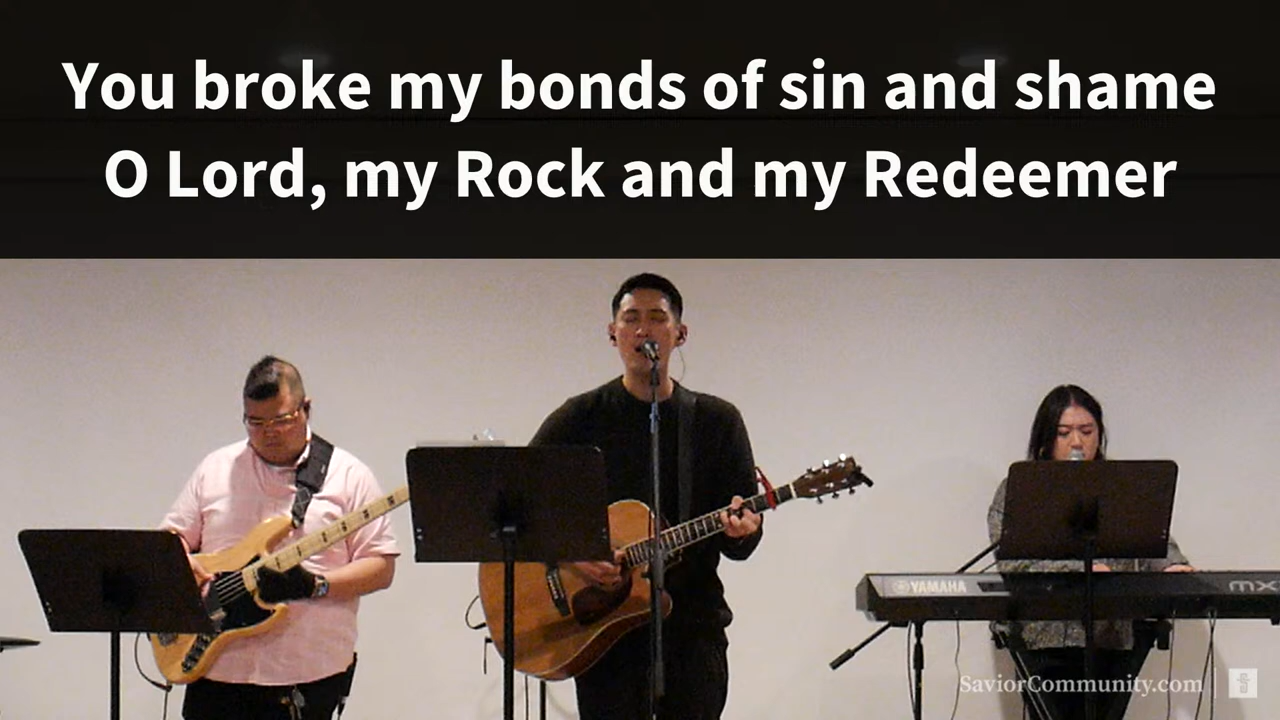 You broke my bonds of sin and shame
O Lord, my Rock and my Redeemer
YAMAHA
MX
SaviorCommunity.com